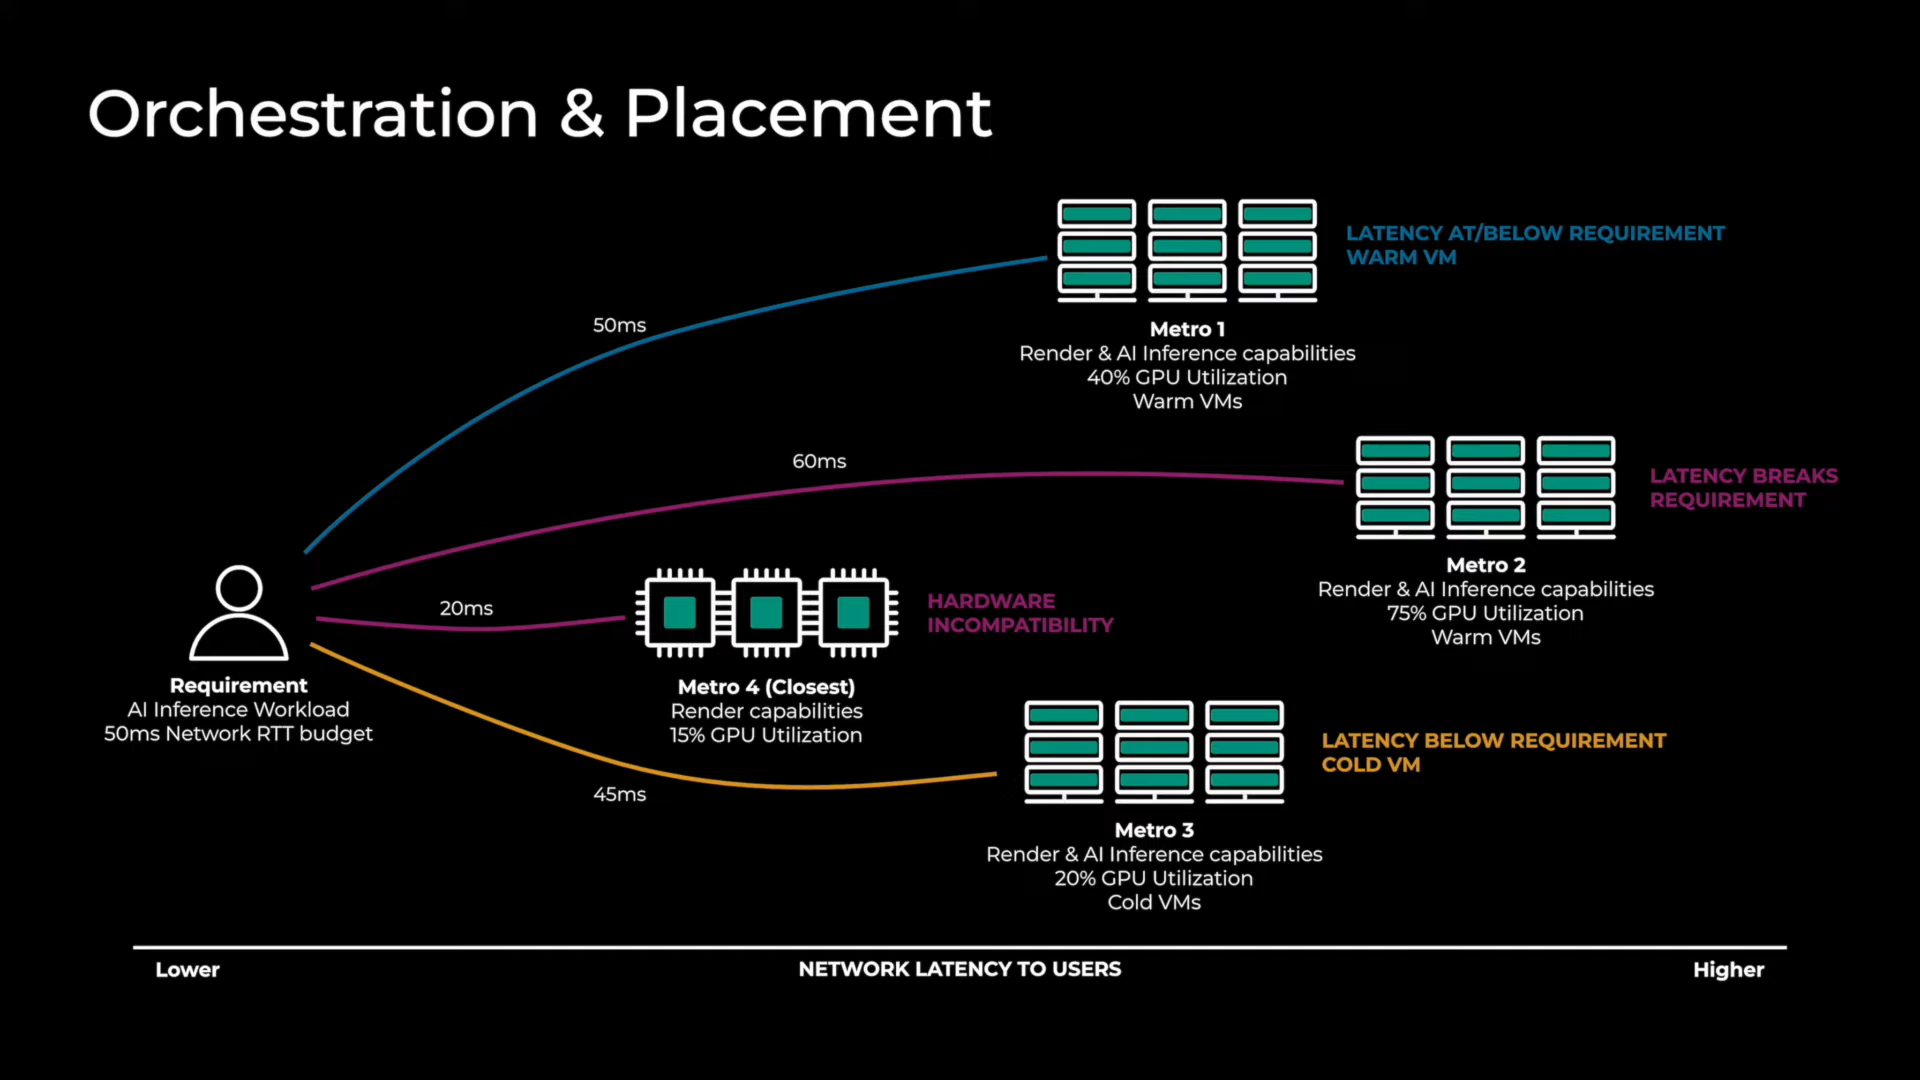 Orchestration & Placement
50ms
LATENCY AT/BELOW REQUIREMENT
WARM VM
Metro 1
Render & AI Inference capabilities
40% GPU Utilization
Warm VMs
60ms
LATENCY BREAKS
REQUIREMENT
Metro 2
Render & AI Inference capabilities
75% GPU Utilization
Warm VMs
20ms
HARDWARE
INCOMPATIBILITY
Metro 4 (Closest)
Render capabilities
15% GPU Utilization
Requirement
AI Inference Workload
50ms Network RTT budget
45ms
LATENCY BELOW REQUIREMENT
COLD VM
Metro 3
Render & AI Inference capabilities
20% GPU Utilization
Cold VMs
Lower
NETWORK LATENCY TO USERS
Higher